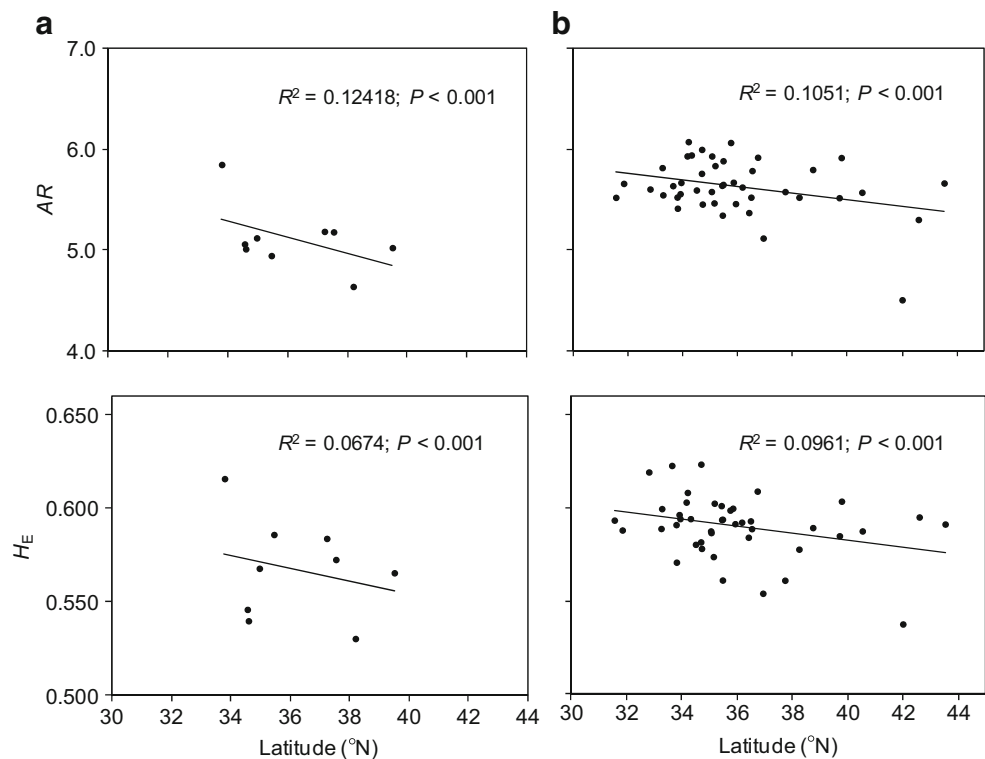 a
b
7.0
6.0
5.0
4.0
AR
R² = 0.12418; P < 0.001
R² = 0.1051; P < 0.001
0.650
0.600
0.550
0.500
HE
R² = 0.0674; P < 0.001
R² = 0.0961; P < 0.001
30 32 34 36 38 40 42 44
30 32 34 36 38 40 42 44
Latitude (°N)
Latitude (°N)